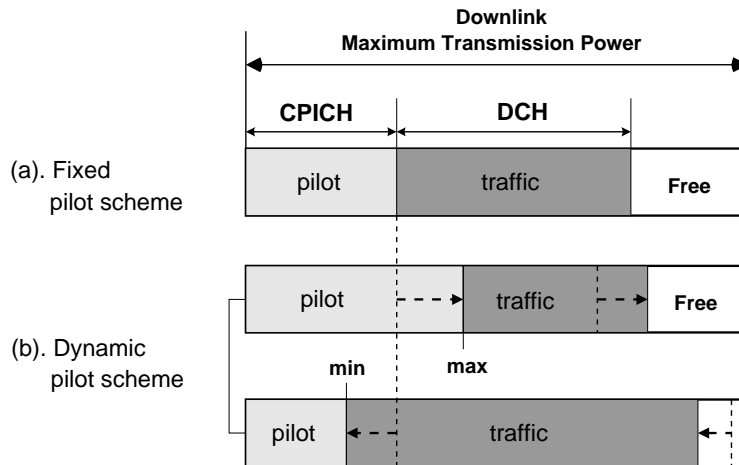 Downlink
Maximum Transmission Power
CPICH DCH
(a). Fixed
pilot scheme
pilot traffic Free
pilot traffic Free
(b). Dynamic
pilot scheme
min max
pilot traffic